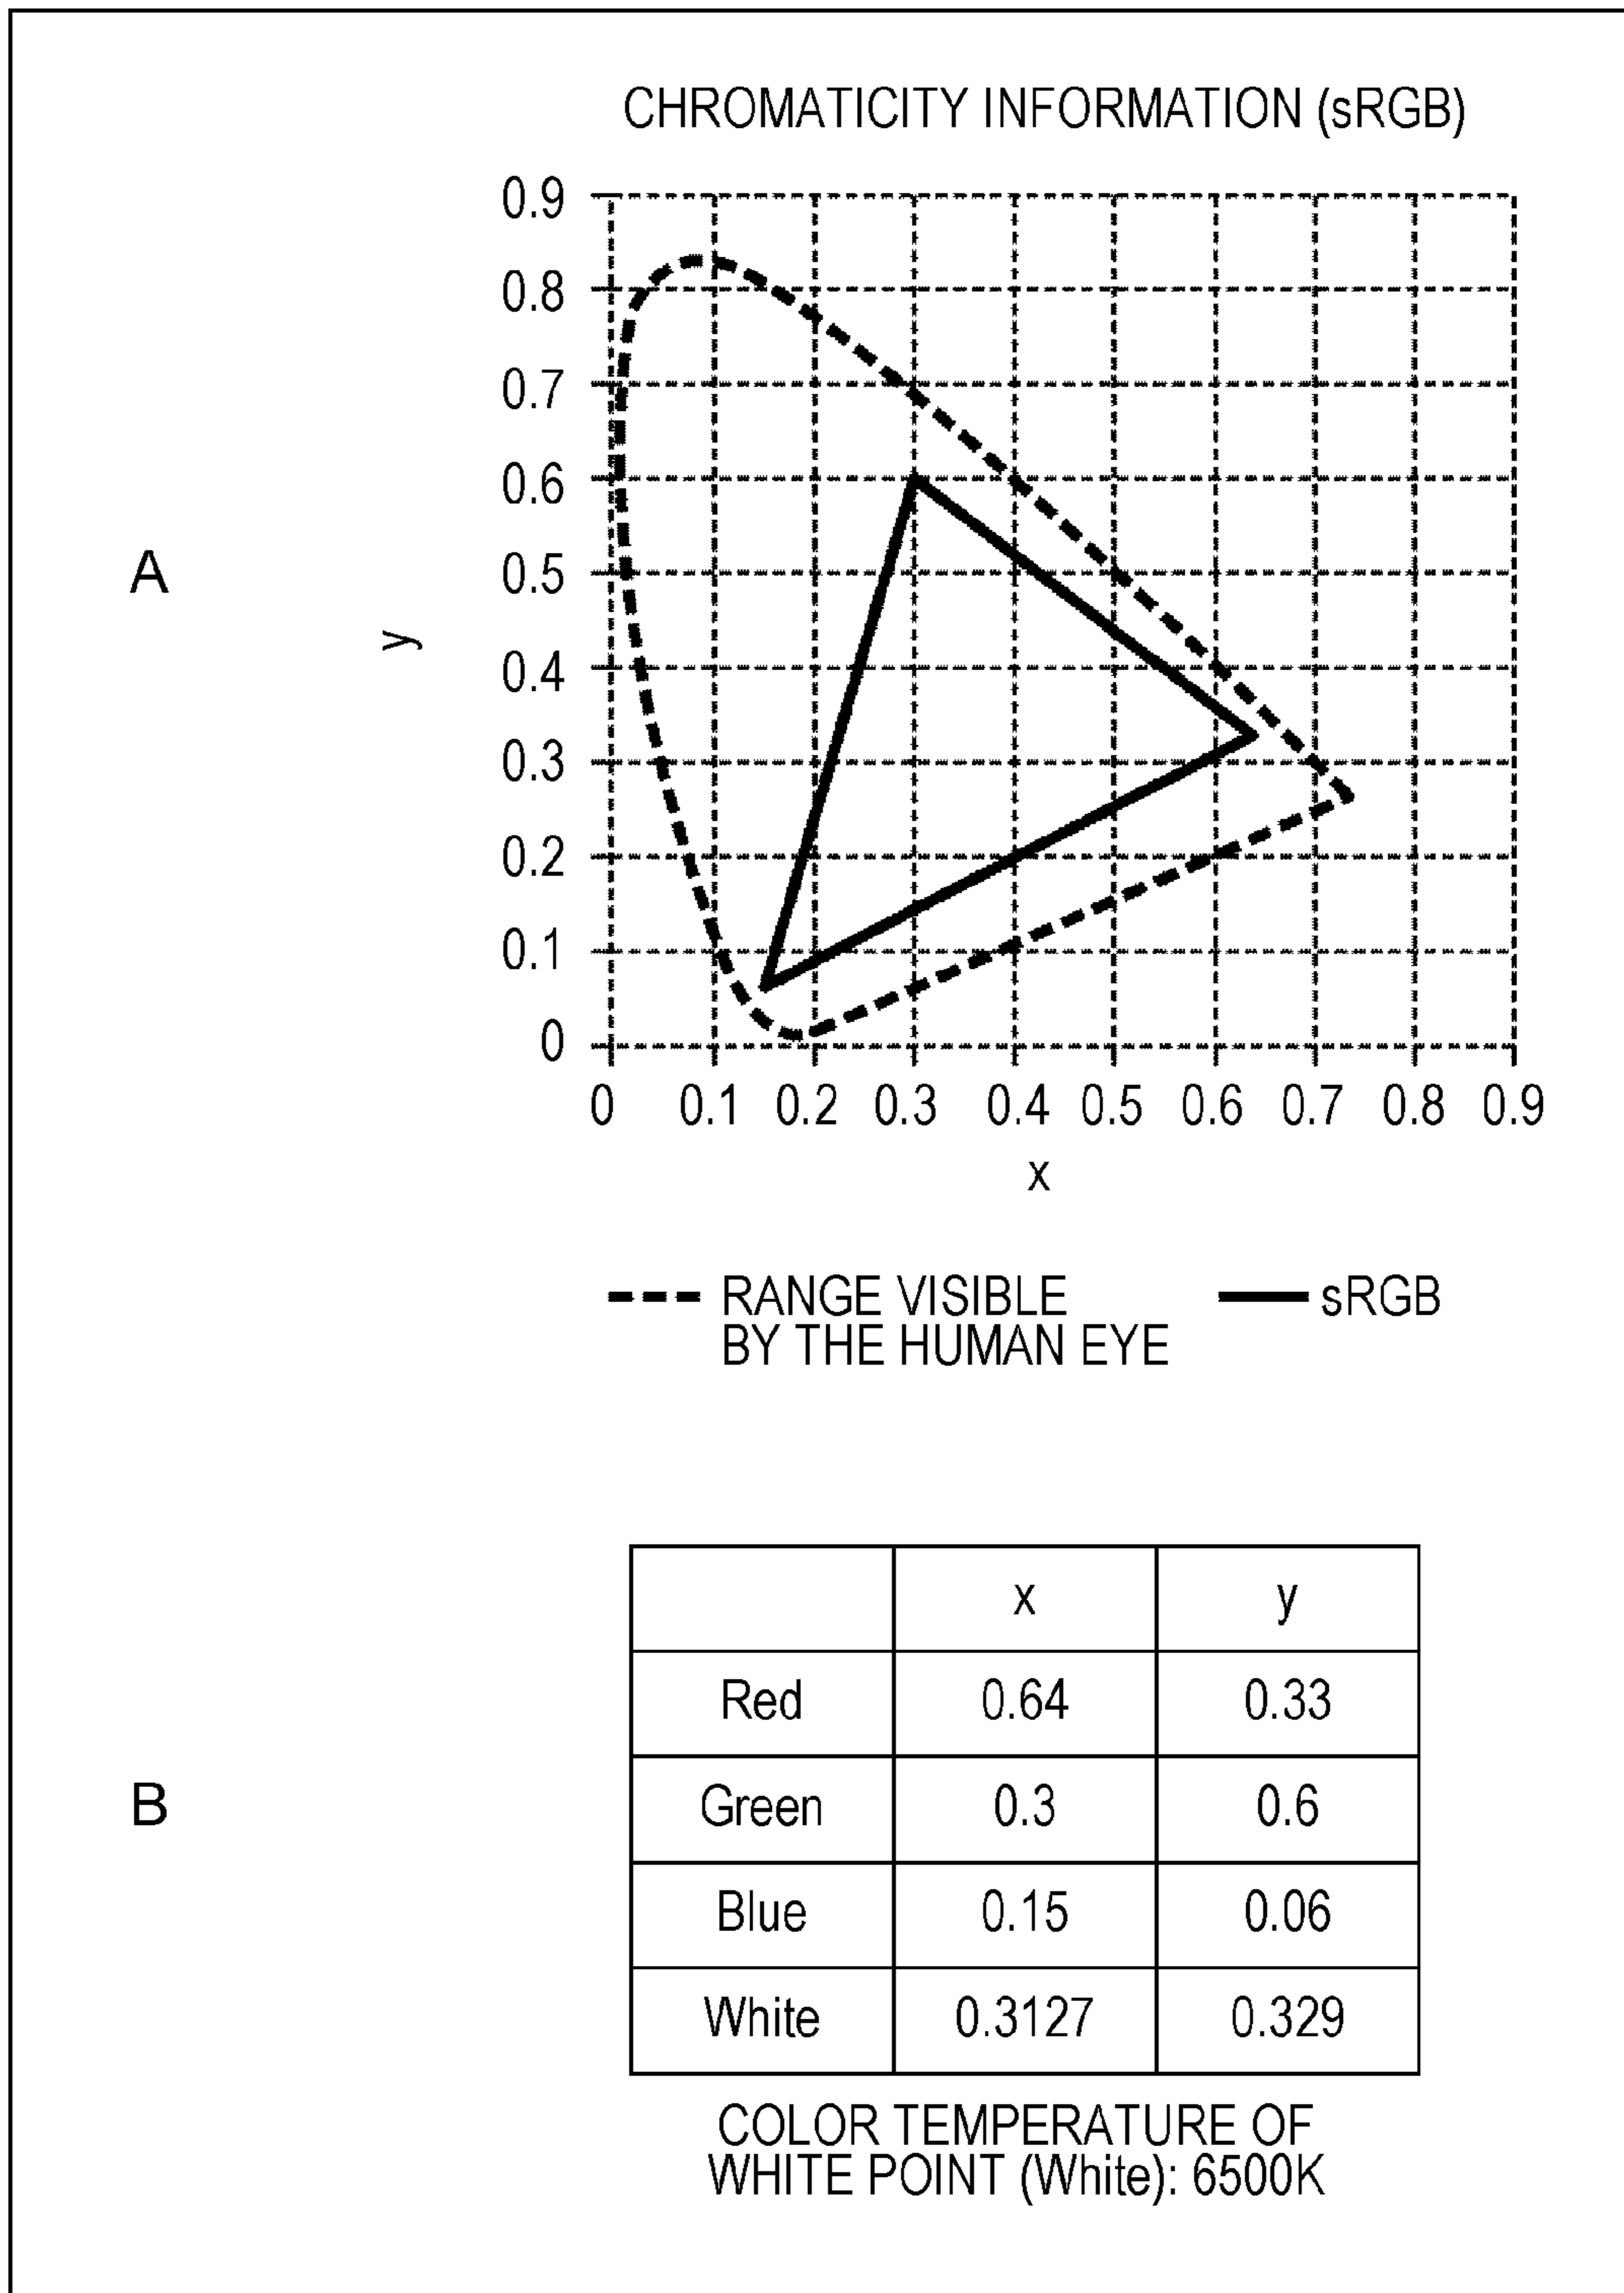 CHROMATICITY INFORMATION (sRGB)
0.9
0.8
0.7
0.6
A
0.5
y
0.4
0.3
0.2
0.1
0
0 0.1 0.2 0.3 0.4 0.5 0.6 0.7 0.8 0.9
x
RANGE VISIBLE
BY THE HUMAN EYE
sRGB
x y
Red 0.64 0.33
Green 0.3 0.6
B
Blue 0.15 0.06
White 0.3127 0.329
COLOR TEMPERATURE OF
WHITE POINT (White): 6500K